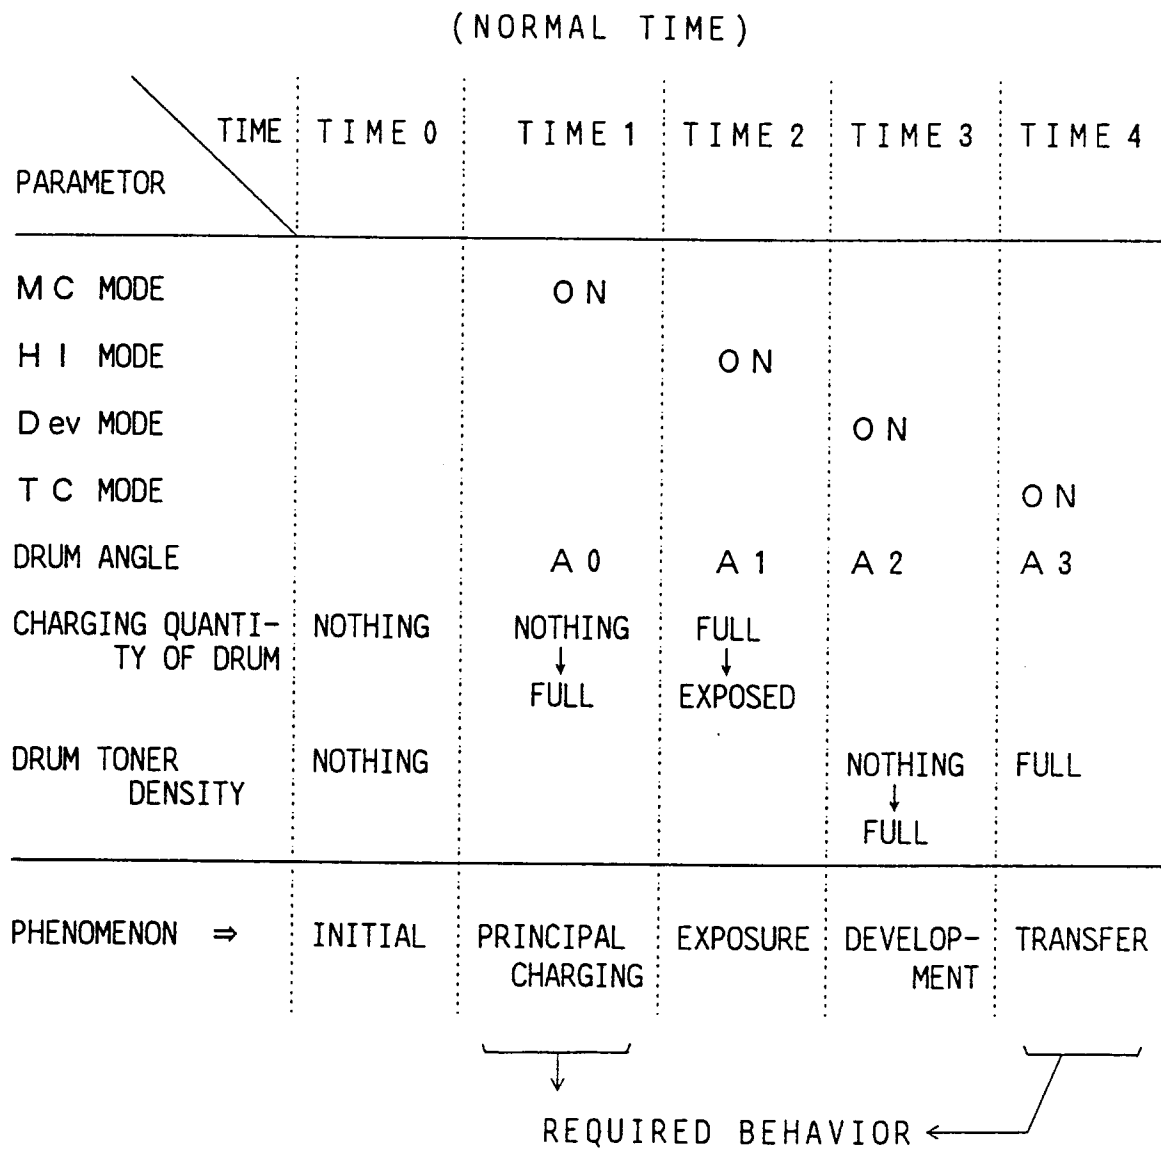 (NORMAL TIME)
TIME TIME 0 TIME 1 TIME 2 TIME 3 TIME 4
PARAMETOR
MC MODE ON
HI MODE ON
Dev MODE ON
TC MODE ON
DRUM ANGLE A0 A1 A2 A3
CHARGING QUANTI- NOTHING NOTHING FULL
TY OF DRUM ↓ ↓
FULL EXPOSED
DRUM TONER NOTHING NOTHING FULL
DENSITY ↓
FULL
PHENOMENON ⇒ INITIAL PRINCIPAL EXPOSURE DEVELOP- TRANSFER
CHARGING MENT
REQUIRED BEHAVIOR